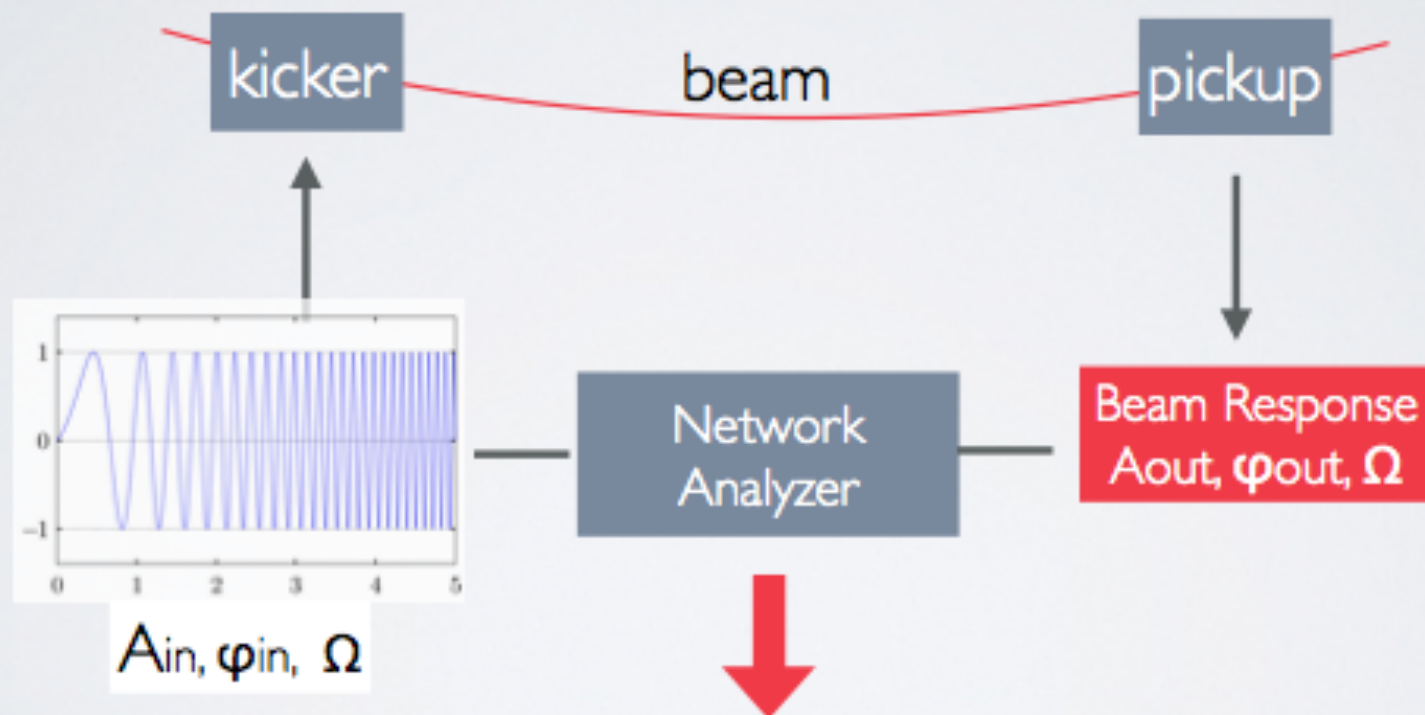 kicker
beam
pickup
1
0
−1
0 1 2 3 4 5
Ain, φin, Ω
Network
Analyzer
Beam Response
Aout, φout, Ω